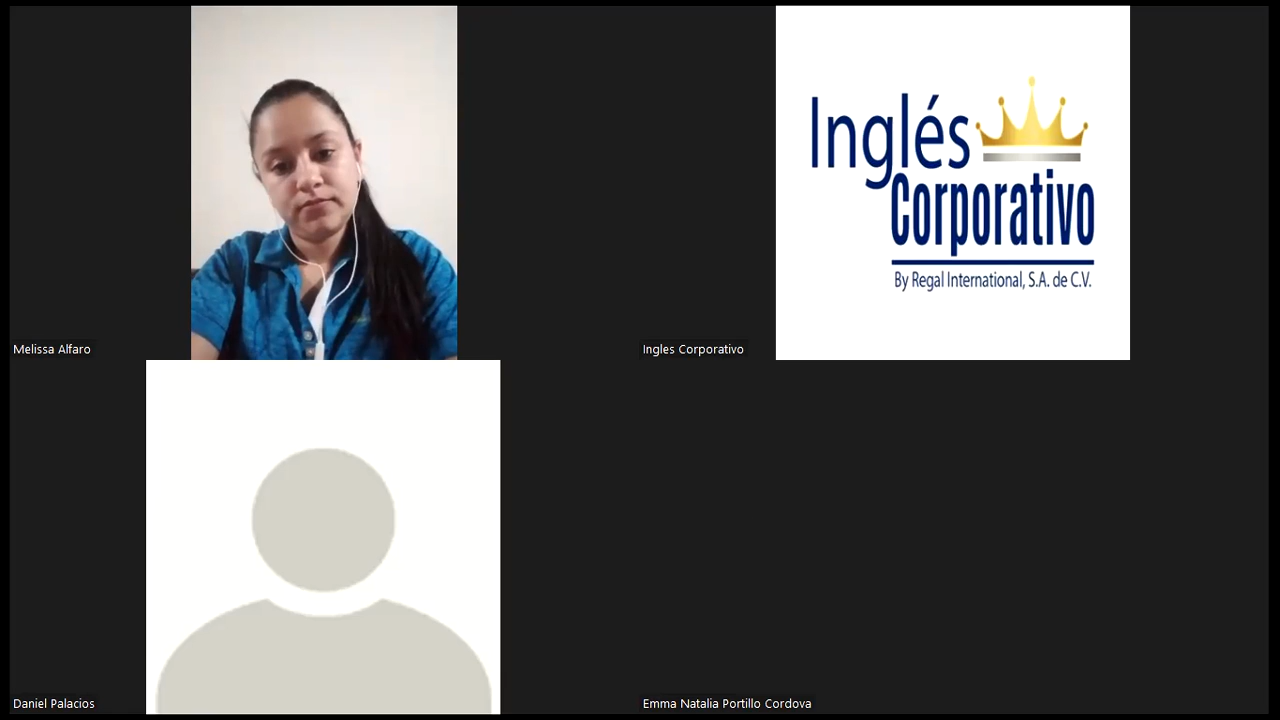 Inglés
Corporativo
By Regal International, S.A. de C.V.
Melissa Alfaro
Ingles Corporativo
Daniel Palacios
Emma Natalia Portillo Cordova